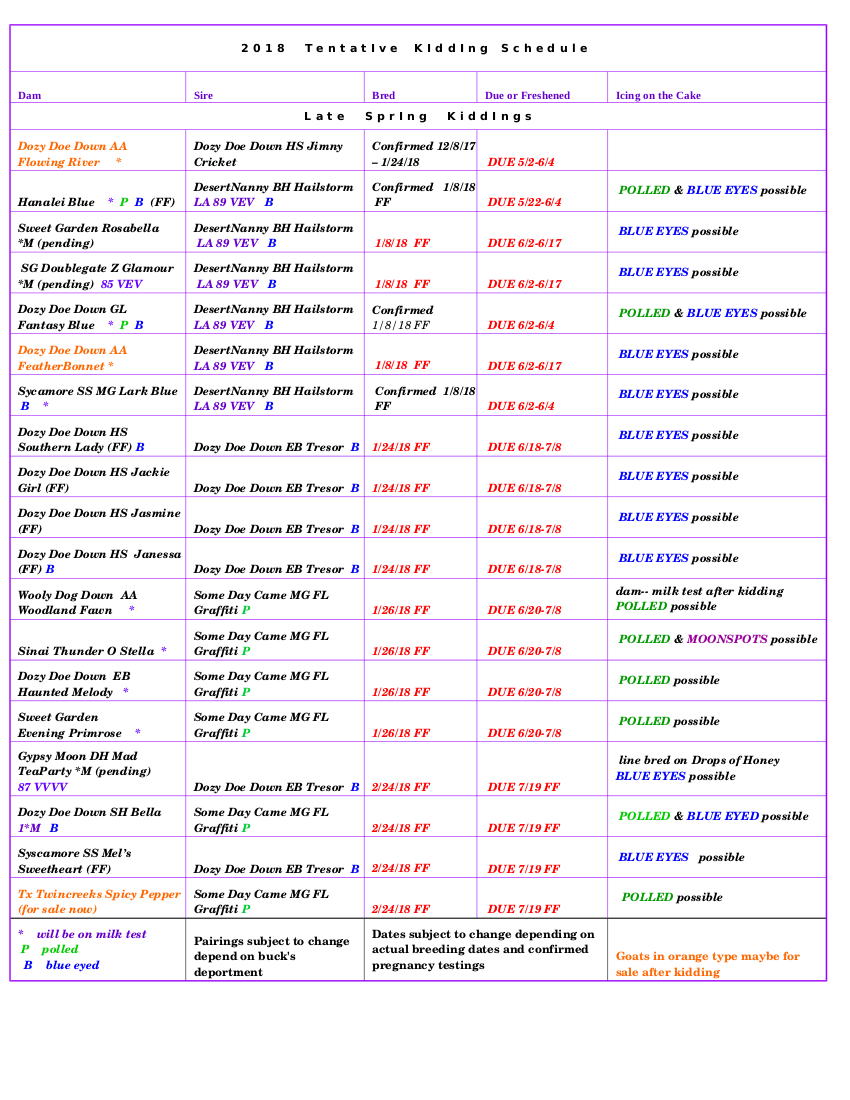 2018 Tentative Kidding Schedule
Dam Sire Bred Due or Freshened Icing on the Cake
Late Spring Kiddings
Dozy Doe Down AA Dozy Doe Down HS Jimny Confirmed 12/8/17
Flowing River * Cricket – 1/24/18 DUE 5/2-6/4
DesertNanny BH Hailstorm Confirmed 1/8/18
Hanalei Blue * P B (FF) LA 89 VEV B FF DUE 5/22-6/4 POLLED & BLUE EYES possible
Sweet Garden Rosabella DesertNanny BH Hailstorm BLUE EYES possible
*M (pending) LA 89 VEV B 1/8/18 FF DUE 6/2-6/17
SG Doublegate Z Glamour DesertNanny BH Hailstorm BLUE EYES possible
*M (pending) 85 VEV LA 89 VEV B 1/8/18 FF DUE 6/2-6/17
Dozy Doe Down GL DesertNanny BH Hailstorm Confirmed POLLED & BLUE EYES possible
Fantasy Blue * P B LA 89 VEV B 1/8/18 FF DUE 6/2-6/4
Dozy Doe Down AA DesertNanny BH Hailstorm BLUE EYES possible
FeatherBonnet * LA 89 VEV B 1/8/18 FF DUE 6/2-6/17
Sycamore SS MG Lark Blue DesertNanny BH Hailstorm Confirmed 1/8/18 BLUE EYES possible
B * LA 89 VEV B FF DUE 6/2-6/4
Dozy Doe Down HS BLUE EYES possible
Southern Lady (FF) B Dozy Doe Down EB Tresor B 1/24/18 FF DUE 6/18-7/8
Dozy Doe Down HS Jackie BLUE EYES possible
Girl (FF) Dozy Doe Down EB Tresor B 1/24/18 FF DUE 6/18-7/8
Dozy Doe Down HS Jasmine BLUE EYES possible
(FF) Dozy Doe Down EB Tresor B 1/24/18 FF DUE 6/18-7/8
Dozy Doe Down HS Janessa BLUE EYES possible
(FF) B Dozy Doe Down EB Tresor B 1/24/18 FF DUE 6/18-7/8
Wooly Dog Down AA Some Day Came MG FL dam-- milk test after kidding
Woodland Fawn * Graffiti P 1/26/18 FF DUE 6/20-7/8 POLLED possible
Some Day Came MG FL POLLED & MOONSPOTS possible
Sinai Thunder O Stella * Graffiti P 1/26/18 FF DUE 6/20-7/8
Dozy Doe Down EB Some Day Came MG FL POLLED possible
Haunted Melody * Graffiti P 1/26/18 FF DUE 6/20-7/8
Sweet Garden Some Day Came MG FL POLLED possible
Evening Primrose * Graffiti P 1/26/18 FF DUE 6/20-7/8
Gypsy Moon DH Mad line bred on Drops of Honey
TeaParty *M (pending) BLUE EYES possible
87 VVVV Dozy Doe Down EB Tresor B 2/24/18 FF DUE 7/19 FF
Dozy Doe Down SH Bella Some Day Came MG FL POLLED & BLUE EYED possible
1*M B Graffiti P 2/24/18 FF DUE 7/19 FF
Syscamore SS Mel's BLUE EYES possible
Sweetheart (FF) Dozy Doe Down EB Tresor B 2/24/18 FF DUE 7/19 FF
Tx Twincreeks Spicy Pepper Some Day Came MG FL POLLED possible
(for sale now) Graffiti P 2/24/18 FF DUE 7/19 FF
* will be on milk test
P polled
B blue eyed
Pairings subject to change
depend on buck's
deportment
Dates subject to change depending on
actual breeding dates and confirmed
pregnancy testings
Goats in orange type maybe for
sale after kidding